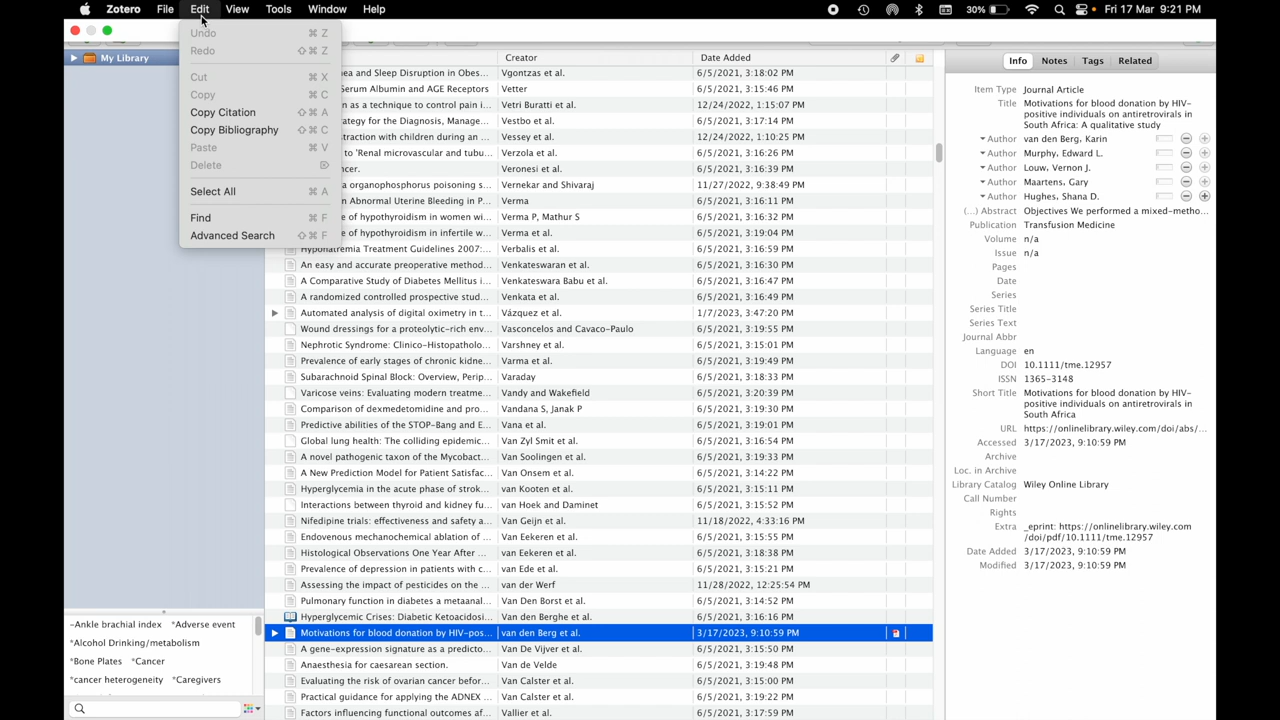 Zotero File Edit View Tools Window Help 30% Fri 17 Mar 9:21 PM
Undo ⌘ Z
Redo ⇧⌘ Z
Cut ⌘ X
Copy ⌘ C
Copy Citation ⇧⌘ A
Copy Bibliography ⇧⌘ C
Paste ⌘ V
Delete ⌦
Select All ⌘ A
Find ⌘ F
Advanced Search ⇧⌘ F
My Library
Creator Date Added
nea and Sleep Disruption in Obes... Vgontzas et al. 6/5/2021, 3:18:02 PM
Serum Albumin and AGE Receptors Vetter 6/5/2021, 3:15:46 PM
n as a technique to control pain i... Vetri Buratti et al. 12/24/2022, 1:15:07 PM
ategy for the Diagnosis, Manage... Vestbo et al. 6/5/2021, 3:17:14 PM
traction with children during an ... Vessey et al. 12/24/2022, 1:10:25 PM
to 'Renal microvascular and tubu... Verzola et al. 6/5/2021, 3:16:26 PM
cer. Veronesi et al. 6/5/2021, 3:16:39 PM
a organophosphorus poisoning s... Vernekar and Shivaraj 11/27/2022, 9:38:49 PM
n Abnormal Uterine Bleeding in P... Verma 6/5/2021, 3:16:11 PM
e of hypothyroidism in women wi... Verma P, Mathur S 6/5/2021, 3:16:32 PM
e of hypothyroidism in infertile w... Verma et al. 6/5/2021, 3:19:04 PM
Hyponatremia Treatment Guidelines 2007:... Verbalis et al. 6/5/2021, 3:16:59 PM
An easy and accurate preoperative method... Venkateswaran et al. 6/5/2021, 3:16:30 PM
A Comparative Study of Diabetes Mellitus i... Venkateswara Babu et al. 6/5/2021, 3:16:47 PM
A randomized controlled prospective stud... Venkata et al. 6/5/2021, 3:16:49 PM
Automated analysis of digital oximetry in t... Vázquez et al. 1/7/2023, 3:47:20 PM
Wound dressings for a proteolytic-rich env... Vasconcelos and Cavaco-Paulo 6/5/2021, 3:19:55 PM
Nephrotic Syndrome: Clinico-Histopatholo... Varshney et al. 6/5/2021, 3:15:01 PM
Prevalence of early stages of chronic kidne... Varma et al. 6/5/2021, 3:19:49 PM
Subarachnoid Spinal Block: Overview, Perip... Varaday 6/5/2021, 3:18:33 PM
Varicose veins: Evaluating modern treatme... Vandy and Wakefield 6/5/2021, 3:20:39 PM
Comparison of dexmedetomidine and pro... Vandana S, Janak P 6/5/2021, 3:19:30 PM
Predictive abilities of the STOP-Bang and E... Vana et al. 6/5/2021, 3:19:01 PM
Global lung health: The colliding epidemic... Van Zyl Smit et al. 6/5/2021, 3:16:54 PM
A novel pathogenic taxon of the Mycobact... Van Soolingen et al. 6/5/2021, 3:19:33 PM
A New Prediction Model for Patient Satisfac... Van Onsem et al. 6/5/2021, 3:14:22 PM
Hyperglycemia in the acute phase of strok... van Kooten et al. 6/5/2021, 3:15:11 PM
Interactions between thyroid and kidney fu... van Hoek and Daminet 6/5/2021, 3:15:52 PM
Nifedipine trials: effectiveness and safety a... Van Geijn et al. 11/18/2022, 4:33:16 PM
Endovenous mechanochemical ablation of ... Van Eekeren et al. 6/5/2021, 3:15:55 PM
Histological Observations One Year After ... van Eekeren et al. 6/5/2021, 3:18:38 PM
Prevalence of depression in patients with c... van Ede et al. 6/5/2021, 3:15:21 PM
Assessing the impact of pesticides on the ... van der Werf 11/28/2022, 12:25:54 PM
Pulmonary function in diabetes a metaanal... Van Den Borst et al. 6/5/2021, 3:14:52 PM
Hyperglycemic Crises: Diabetic Ketoacidosi... Van den Berghe et al. 6/5/2021, 3:16:16 PM
Motivations for blood donation by HIV-pos... van den Berg et al. 3/17/2023, 9:10:59 PM
A gene-expression signature as a predicto... Van De Vijver et al. 6/5/2021, 3:15:50 PM
Anaesthesia for caesarean section. Van de Velde 6/5/2021, 3:19:48 PM
Evaluating the risk of ovarian cancer befor... Van Calster et al. 6/5/2021, 3:15:00 PM
Practical guidance for applying the ADNEX ... Van Calster et al. 6/5/2021, 3:19:22 PM
Factors influencing functional outcomes af... Vallier et al. 6/5/2021, 3:17:59 PM
-Ankle brachial index *Adverse event
*Alcohol Drinking/metabolism
*Bone Plates *Cancer
*cancer heterogeneity *Caregivers
Info Notes Tags Related
Item Type Journal Article
Title Motivations for blood donation by HIV-
positive individuals on antiretrovirals in
South Africa: A qualitative study
Author van den Berg, Karin
Author Murphy, Edward L.
Author Louw, Vernon J.
Author Maartens, Gary
Author Hughes, Shana D.
(...) Abstract Objectives We performed a mixed-metho...
Publication Transfusion Medicine
Volume n/a
Issue n/a
Pages
Date
Series
Series Title
Series Text
Journal Abbr
Language en
DOI 10.1111/tme.12957
ISSN 1365-3148
Short Title Motivations for blood donation by HIV-
positive individuals on antiretrovirals in
South Africa
URL https://onlinelibrary.wiley.com/doi/abs/...
Accessed 3/17/2023, 9:10:59 PM
Archive
Loc. in Archive
Library Catalog Wiley Online Library
Call Number
Rights
Extra _eprint: https://onlinelibrary.wiley.com
/doi/pdf/10.1111/tme.12957
Date Added 3/17/2023, 9:10:59 PM
Modified 3/17/2023, 9:10:59 PM